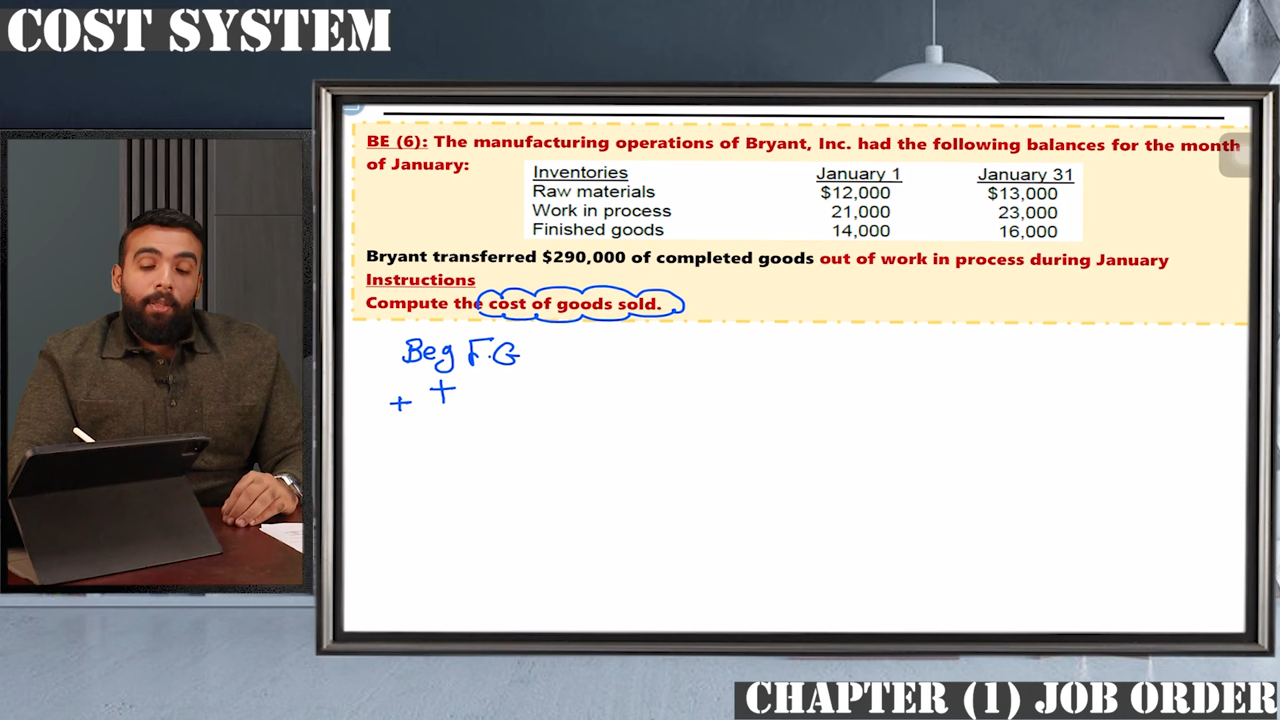 COST SYSTEM
BE (6): The manufacturing operations of Bryant, Inc. had the following balances for the month
of January:
Inventories January 1 January 31
Raw materials $12,000 $13,000
Work in process 21,000 23,000
Finished goods 14,000 16,000
Bryant transferred $290,000 of completed goods out of work in process during January
Instructions
Compute the cost of goods sold.
Beg F.G
+ +
CHAPTER (1) JOB ORDER